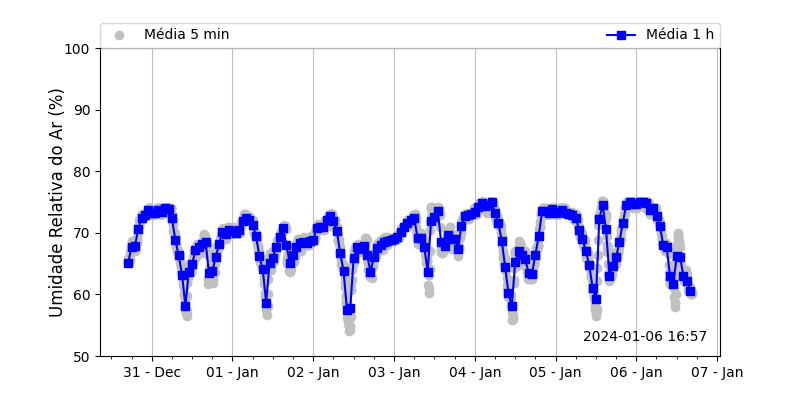 Média 5 min
Média 1 h
Umidade Relativa do Ar (%)
100
90
80
70
60
50
2024-01-06 16:57
31 - Dec
01 - Jan
02 - Jan
03 - Jan
04 - Jan
05 - Jan
06 - Jan
07 - Jan